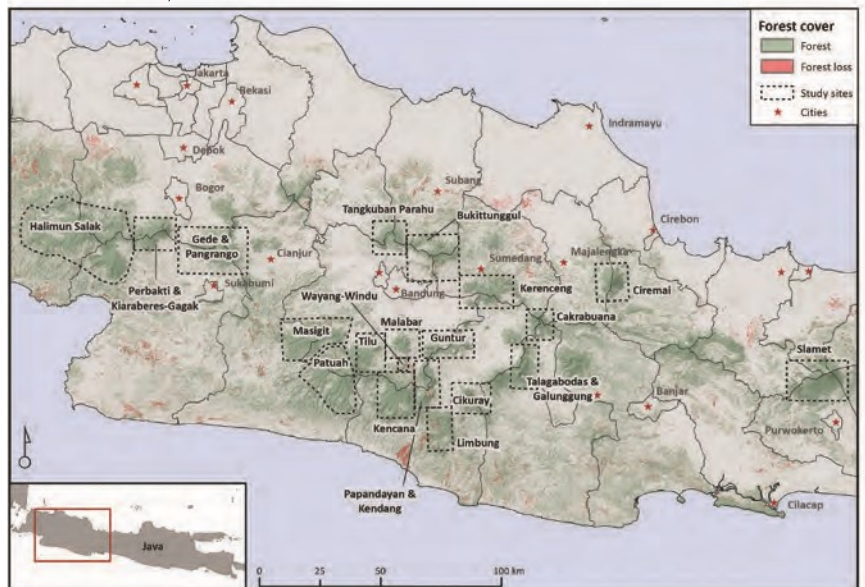 Forest cover
Forest
Forest loss
Study sites
Cities
Jakarta
Bekasi
Indramayu
Depok
Bogor
Subang
Cirebon
Tangkuban Parahu
Bukittunggul
Halimun Salak
Gede &
Pangrango
Cianjur
Sumedang
Majalengka
Perbakti &
Kiaraberes-Gagak
Sukabumi
Wayang-Windu
Bandung
Kerenceng
Ciremai
Cakrabuana
Masigit
Malabar
Tilu
Guntur
Slamet
Patuah
Talagabodas &
Galunggung
Banjar
Cikuray
Kencana
Purwokerto
Limbung
Papandayan &
Kendang
Cilacap
Java
0 25 50 100 km